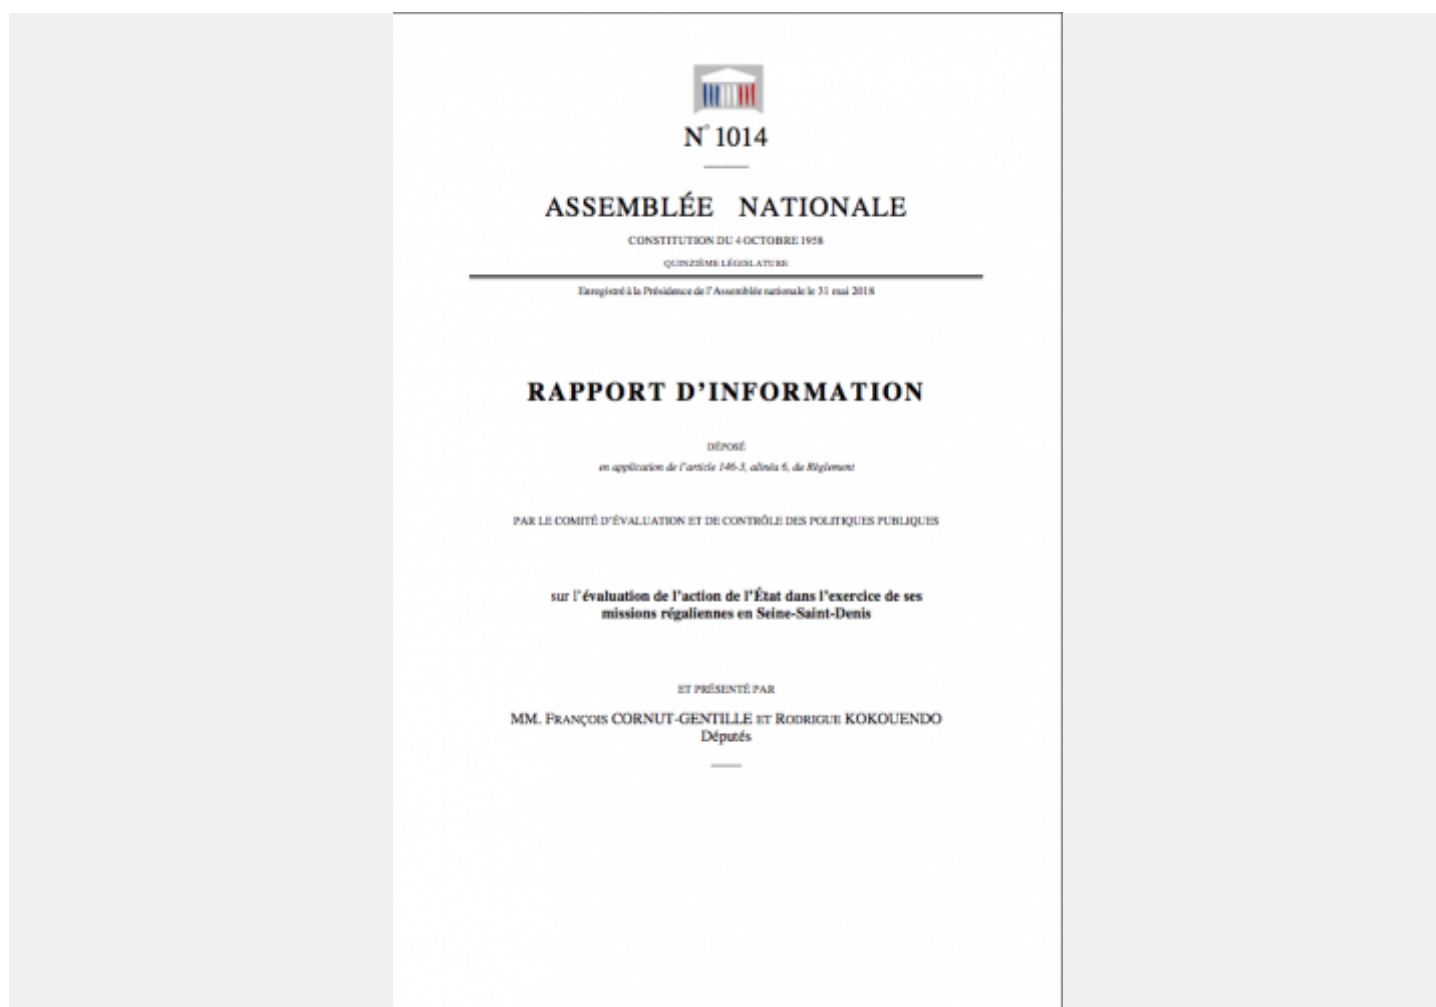 N° 1014
ASSEMBLÉE NATIONALE
CONSTITUTION DU 4 OCTOBRE 1958
QUINZIÈME LÉGISLATURE
Enregistré à la Présidence de l'Assemblée nationale le 31 mai 2018
RAPPORT D'INFORMATION
DÉPOSÉ
en application de l'article 146-3, alinéa 6, du Règlement
PAR LE COMITÉ D'ÉVALUATION ET DE CONTRÔLE DES POLITIQUES PUBLIQUES
sur l'évaluation de l'action de l'État dans l'exercice de ses
missions régaliennes en Seine-Saint-Denis
ET PRÉSENTÉ PAR
MM. FRANÇOIS CORNUT-GENTILLE ET RODRIGUE KOKOUENDO
Députés